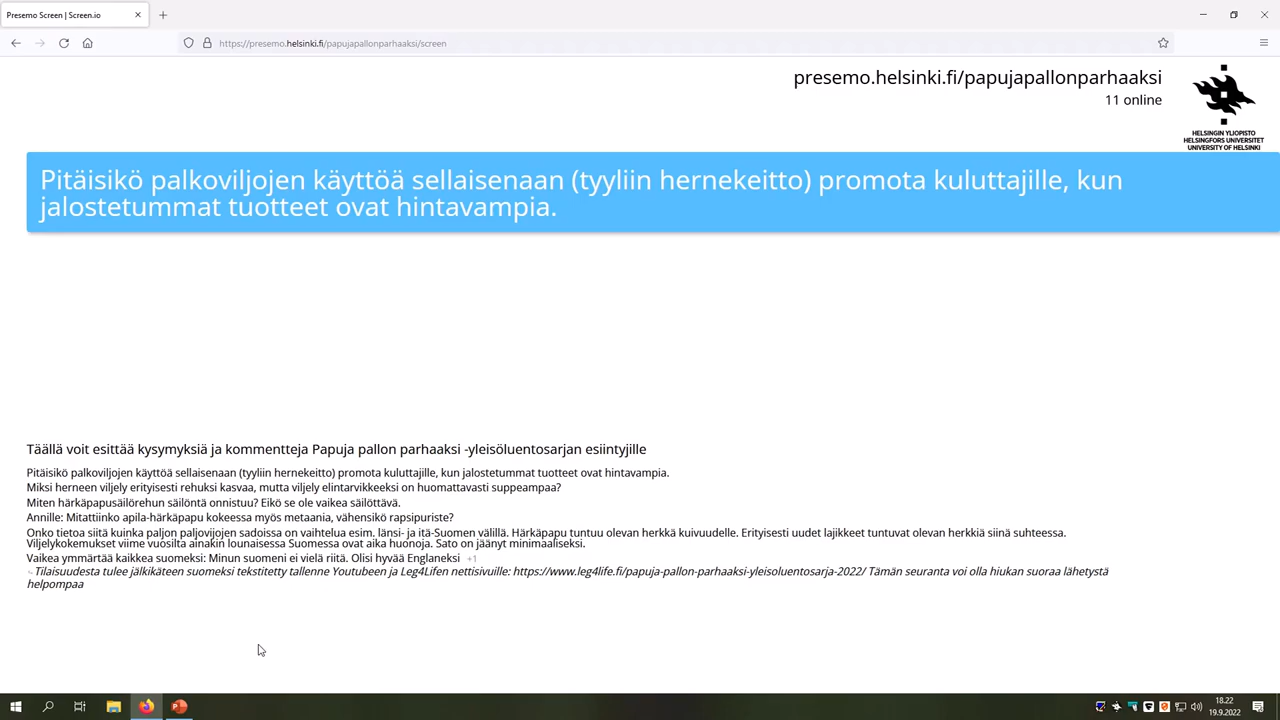 Presemo Screen | Screen.io
https://presemo.helsinki.fi/papujapallonparhaaksi/screen
presemo.helsinki.fi/papujapallonparhaaksi
11 online
HELSINGIN YLIOPISTO
HELSINGFORS UNIVERSITET
UNIVERSITY OF HELSINKI
Pitäisikö palkoviljojen käyttöä sellaisenaan (tyyliin hernekeitto) promota kuluttajille, kun
jalostetummat tuotteet ovat hintavampia.
Täällä voit esittää kysymyksiä ja kommentteja Papuja pallon parhaaksi -yleisöluentosarjan esiintyjille
Pitäisikö palkoviljojen käyttöä sellaisenaan (tyyliin hernekeitto) promota kuluttajille, kun jalostetummat tuotteet ovat hintavampia.
Miksi herneen viljely erityisesti rehuksi kasvaa, mutta viljely elintarvikkeeksi on huomattavasti suppeampaa?
Miten härkäpapusäilörehun säilöntä onnistuu? Eikö se ole vaikea säilöttävä.
Annille: Mitattiinko apila-härkäpapu kokeessa myös metaania, vähensikö rapsipuriste?
Onko tietoa siitä kuinka paljon paljovijojen sadoissa on vaihtelua esim. länsi- ja itä-Suomen välillä. Härkäpapu tuntuu olevan herkkä kuivuudelle. Erityisesti uudet lajikkeet tuntuvat olevan herkkiä siinä suhteessa.
Viljelykokemukset viime vuosilta ainakin lounaisessa Suomessa ovat aika huonoja. Sato on jäänyt minimaaliseksi.
Vaikea ymmärtää kaikkea suomeksi: Minun suomeni ei vielä riitä. Olisi hyvää Englaneksi +1
Tilaisuudesta tulee jälkikäteen suomeksi tekstitetty tallenne Youtubeen ja Leg4Lifen nettisivuille: https://www.leg4life.fi/papuja-pallon-parhaaksi-yleisoluentosarja-2022/ Tämän seuranta voi olla hiukan suoraa lähetystä
helpompaa
18.22
19.9.2022